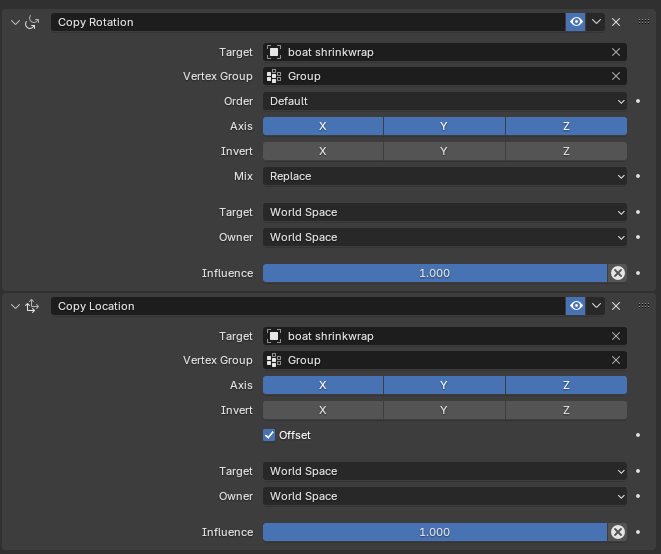 Copy Rotation
Target boat shrinkwrap
Vertex Group Group
Order Default
Axis X Y Z
Invert X Y Z
Mix Replace
Target World Space
Owner World Space
Influence 1.000
Copy Location
Target boat shrinkwrap
Vertex Group Group
Axis X Y Z
Invert X Y Z
Offset
Target World Space
Owner World Space
Influence 1.000